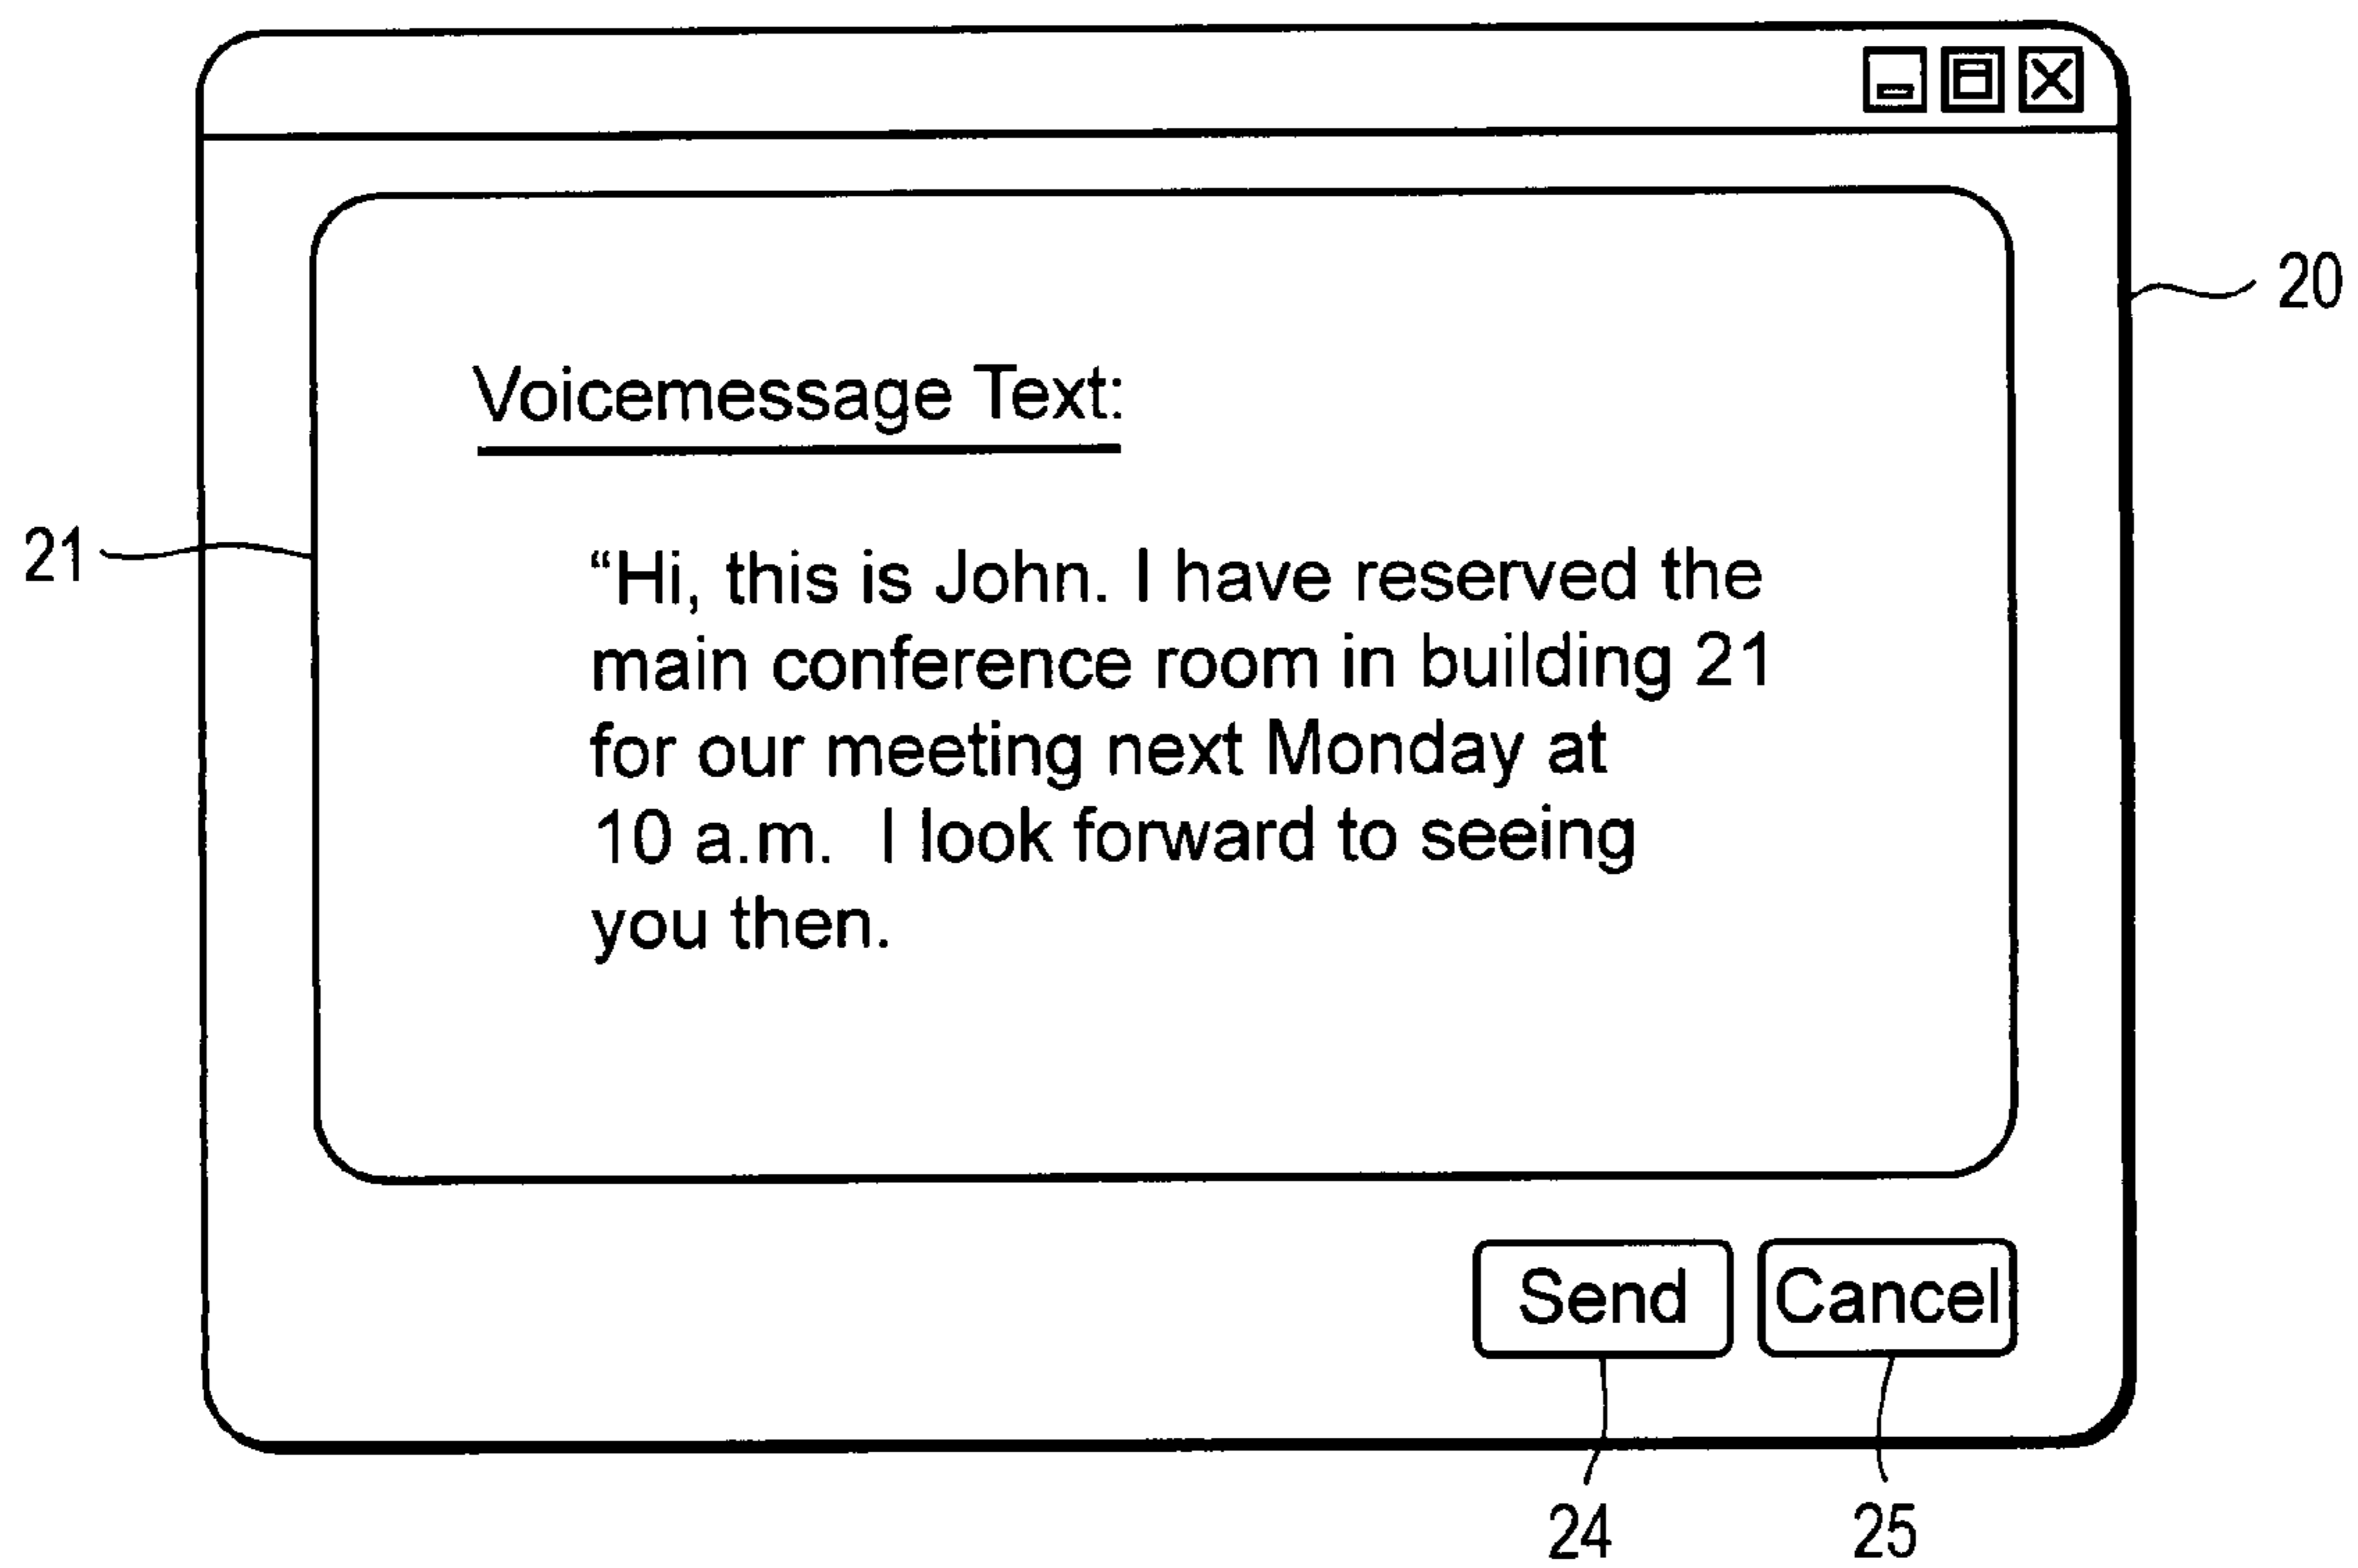 20
Voicemessage Text:
21
“Hi, this is John. I have reserved the
main conference room in building 21
for our meeting next Monday at
10 a.m.  I look forward to seeing
you then.
Send
Cancel
24
25